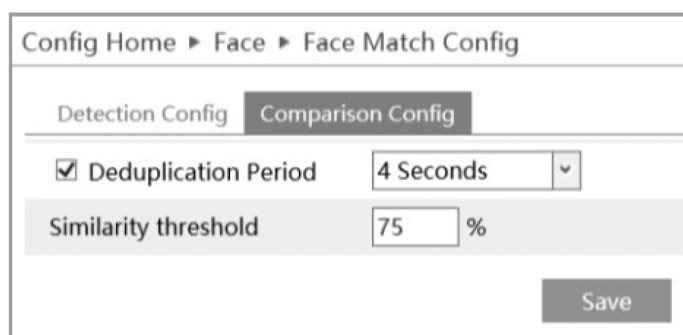 Config Home ▶ Face ▶ Face Match Config
Detection Config Comparison Config
Deduplication Period 4 Seconds
Similarity threshold 75 %
Save